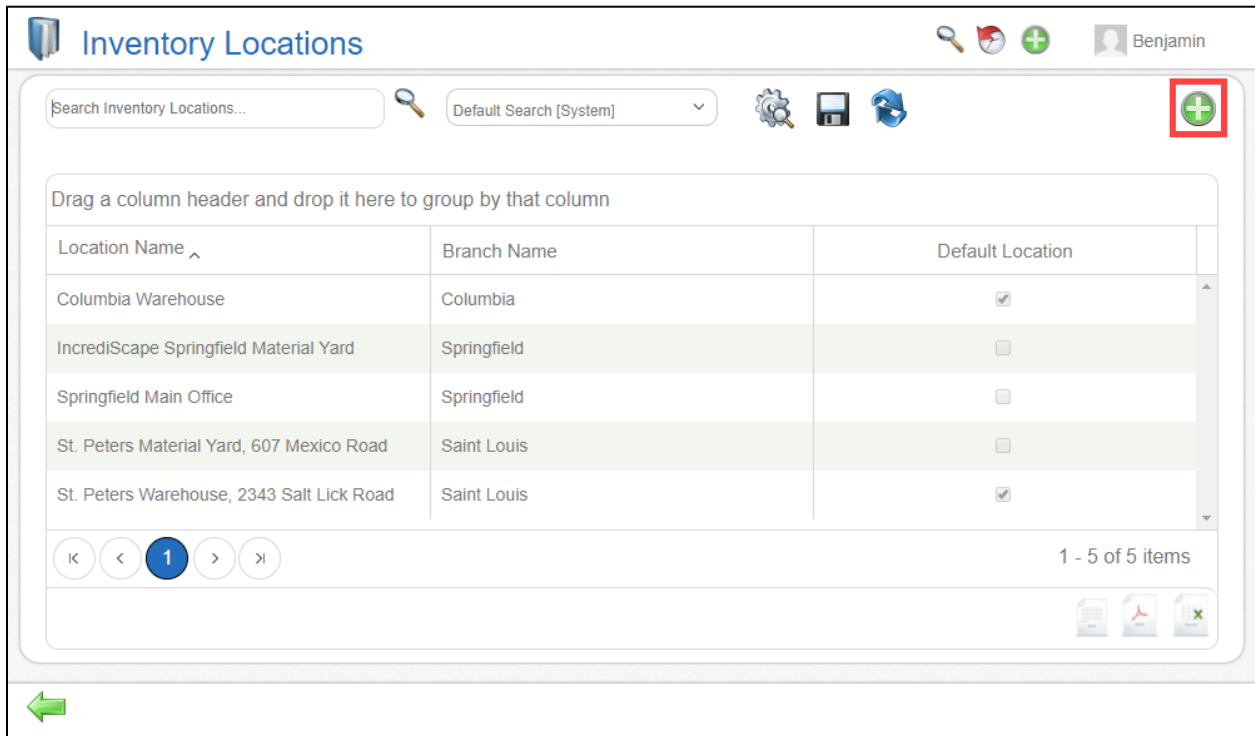 Inventory Locations
Benjamin
Search Inventory Locations...
Default Search [System]
Drag a column header and drop it here to group by that column
Location Name Branch Name Default Location
Columbia Warehouse Columbia
IncrediScape Springfield Material Yard Springfield
Springfield Main Office Springfield
St. Peters Material Yard, 607 Mexico Road Saint Louis
St. Peters Warehouse, 2343 Salt Lick Road Saint Louis
1
1 - 5 of 5 items